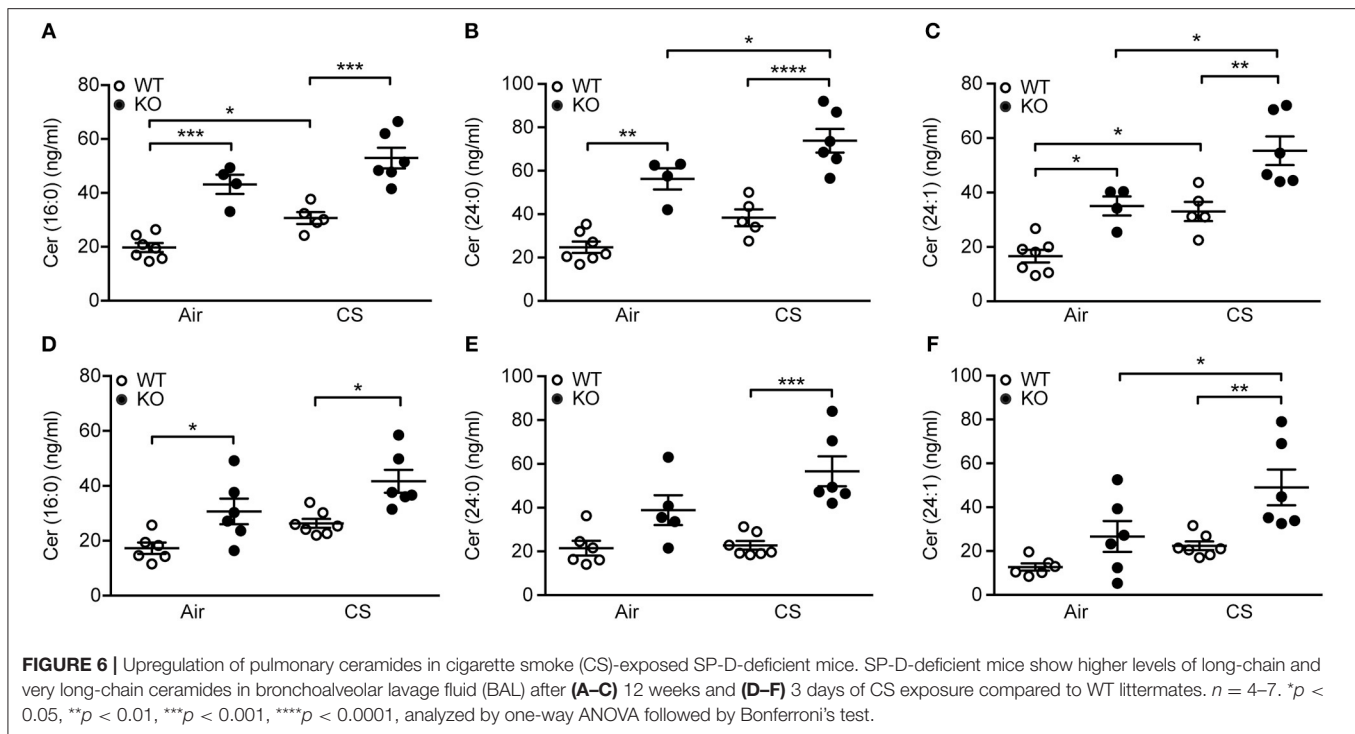 A
Cer (16:0) (ng/ml)
80
60
40
20
0
WT
KO
***
*
***
Air
CS
B
Cer (24:0) (ng/ml)
100
80
60
40
20
0
WT
KO
*
****
**
Air
CS
C
Cer (24:1) (ng/ml)
80
60
40
20
0
WT
KO
*
**
*
*
Air
CS
D
Cer (16:0) (ng/ml)
80
60
40
20
0
WT
KO
*
*
Air
CS
E
Cer (24:0) (ng/ml)
100
80
60
40
20
0
WT
KO
***
Air
CS
F
Cer (24:1) (ng/ml)
100
80
60
40
20
0
WT
KO
*
**
Air
CS
FIGURE 6 | Upregulation of pulmonary ceramides in cigarette smoke (CS)-exposed SP-D-deficient mice. SP-D-deficient mice show higher levels of long-chain and
very long-chain ceramides in bronchoalveolar lavage fluid (BAL) after (A–C) 12 weeks and (D–F) 3 days of CS exposure compared to WT littermates. n = 4–7. *p <
0.05, **p < 0.01, ***p < 0.001, ****p < 0.0001, analyzed by one-way ANOVA followed by Bonferroni's test.